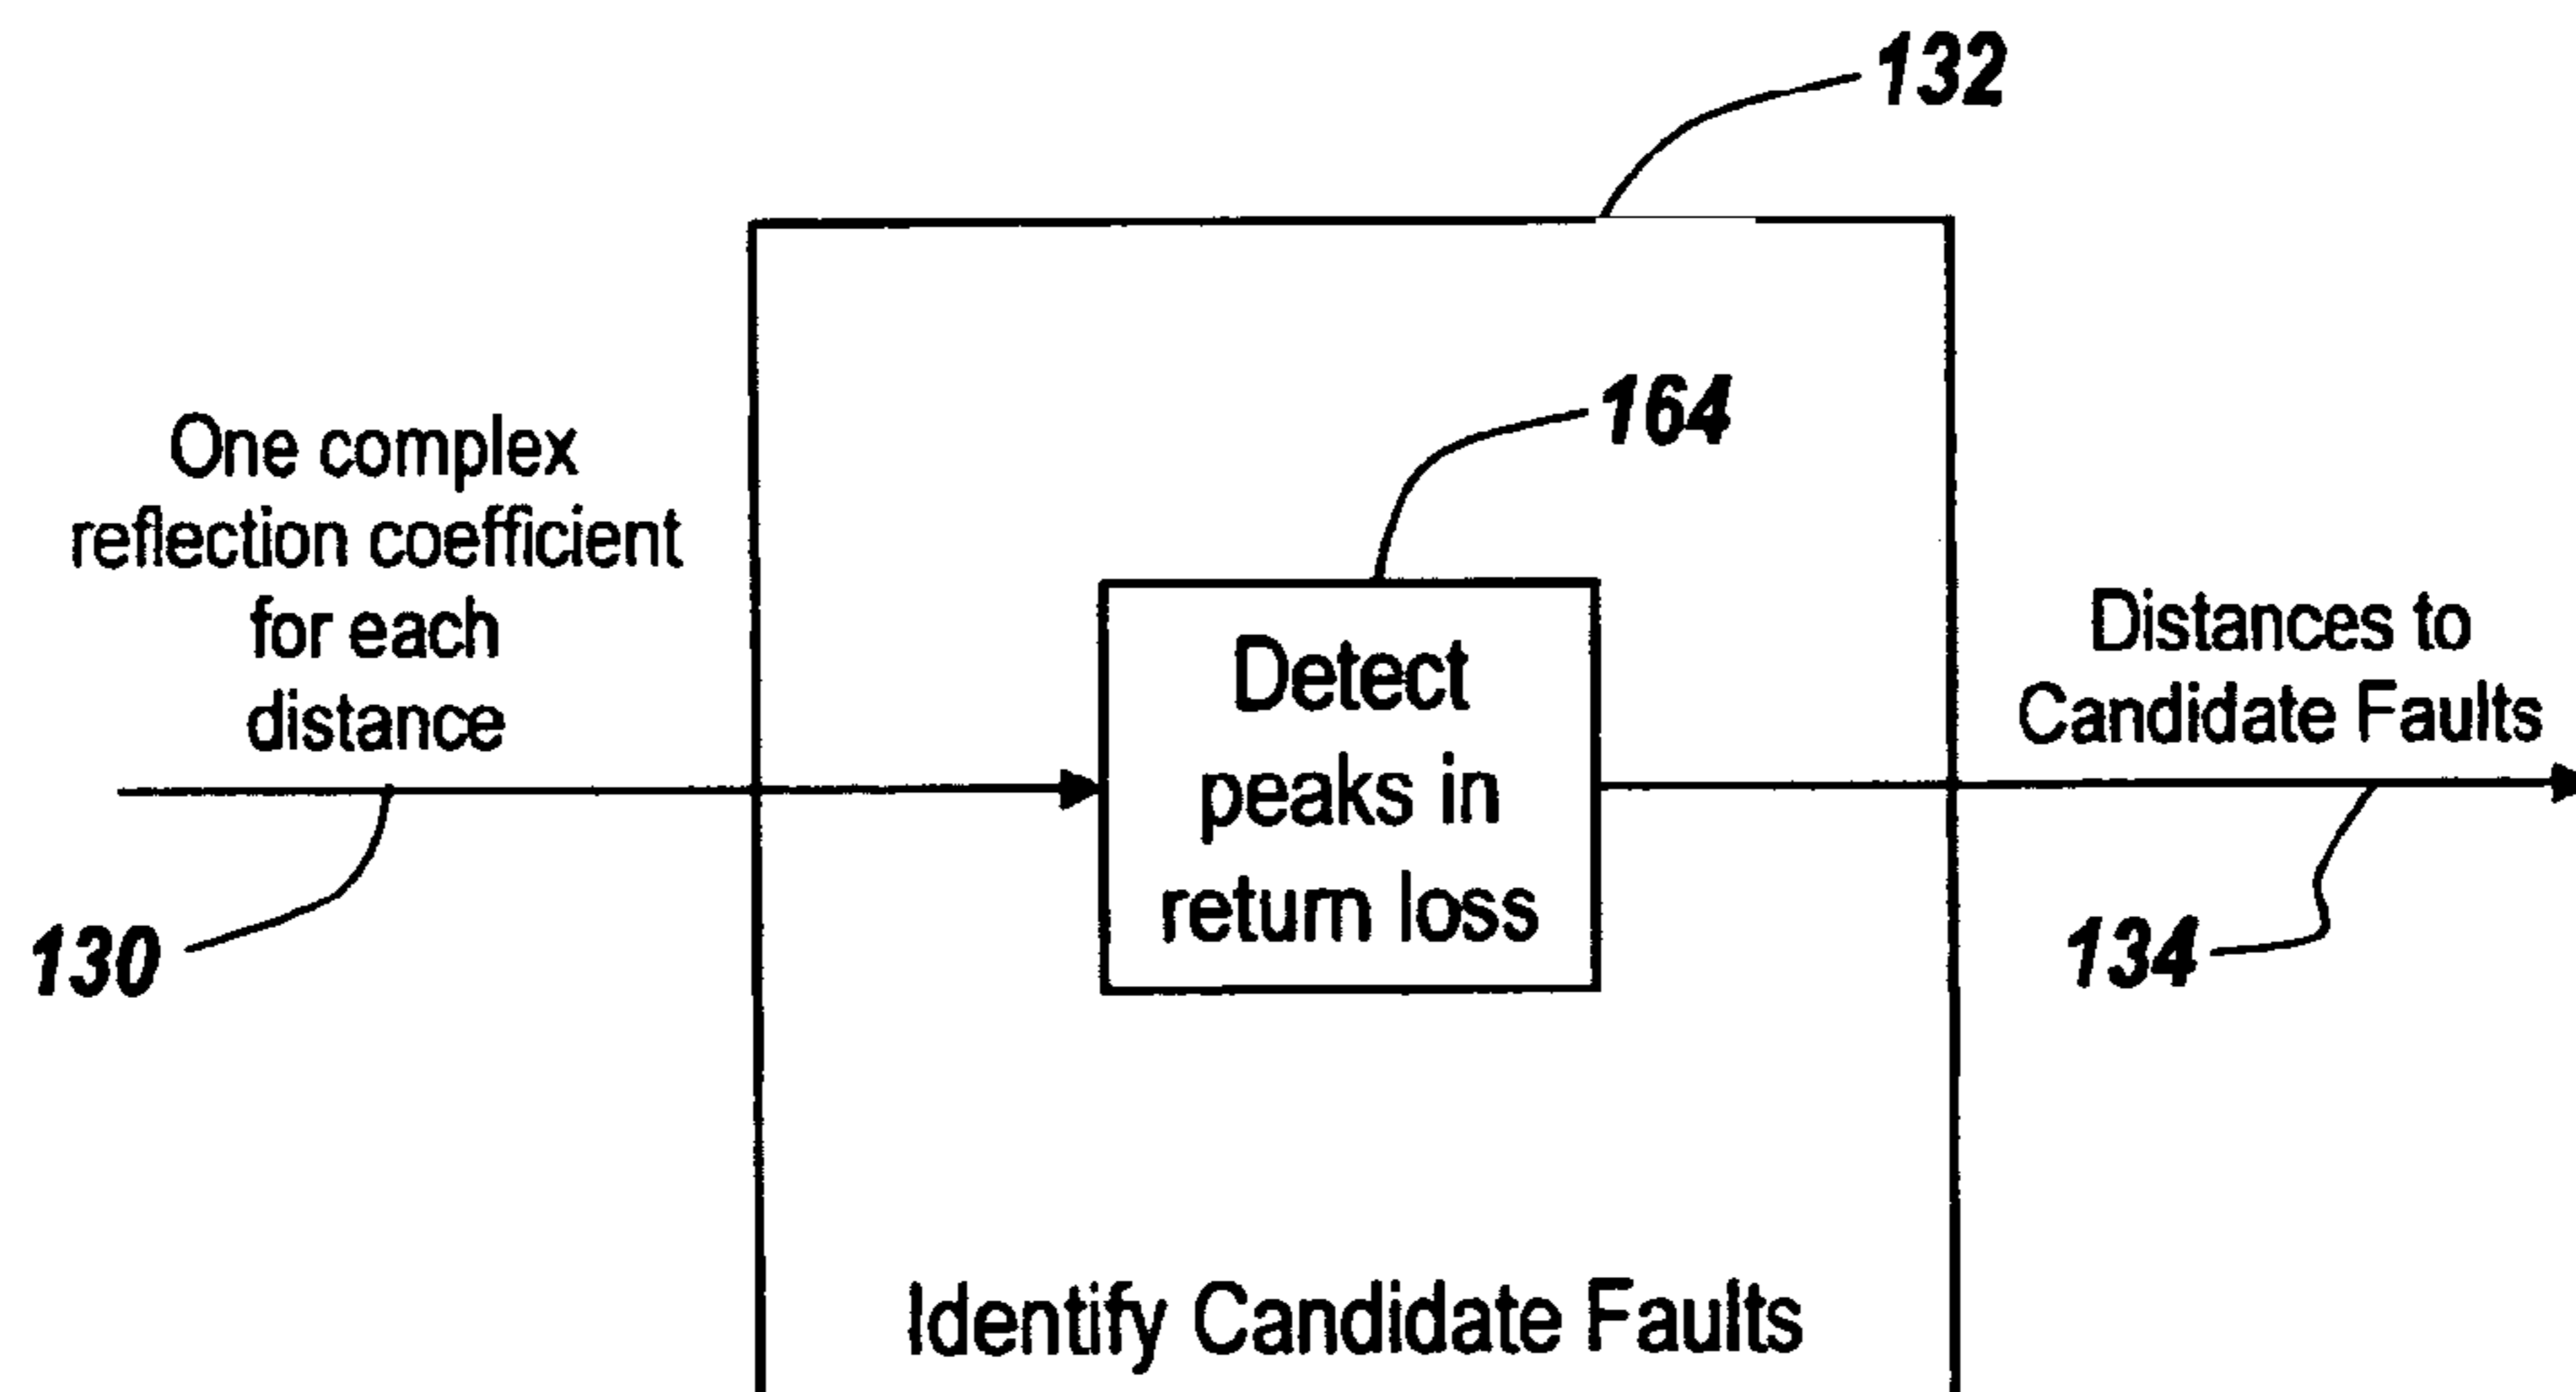 132
164
One complex
reflection coefficient
for each
distance
Detect
peaks in
return loss
Distances to
Candidate Faults
130
134
Identify Candidate Faults